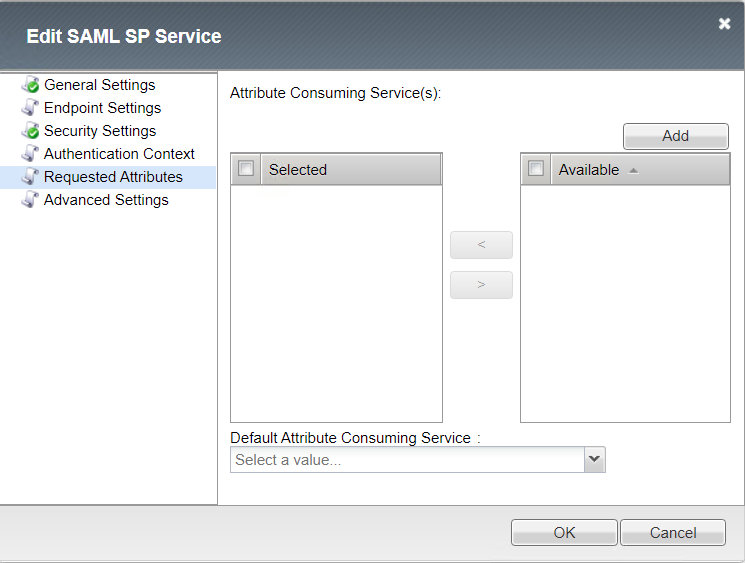 Edit SAML SP Service
General Settings
Endpoint Settings
Security Settings
Authentication Context
Requested Attributes
Advanced Settings
Attribute Consuming Service(s):
Add
Selected
Available
<
>
Default Attribute Consuming Service :
Select a value...
OK
Cancel